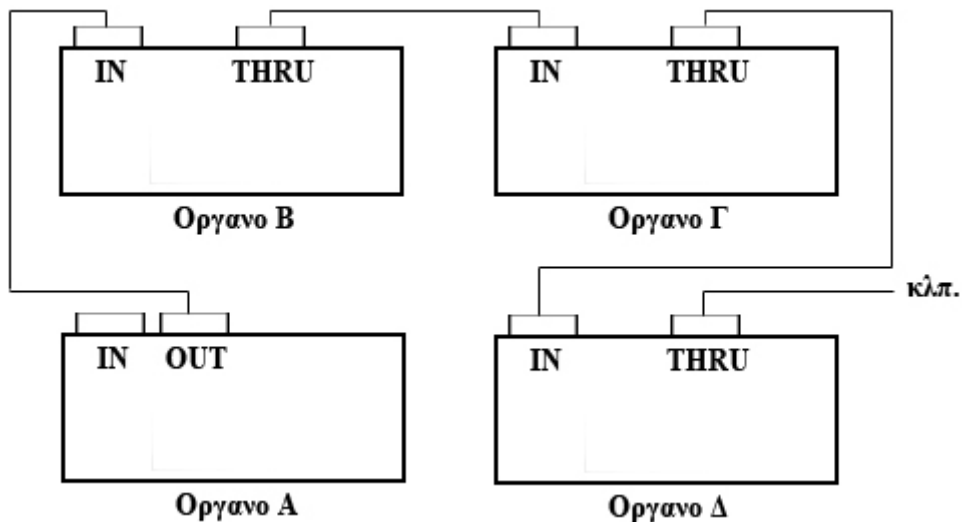 IN THRU IN THRU
Οργανο Β Οργανο Γ
κλπ.
IN OUT IN THRU
Οργανο Α Οργανο Δ